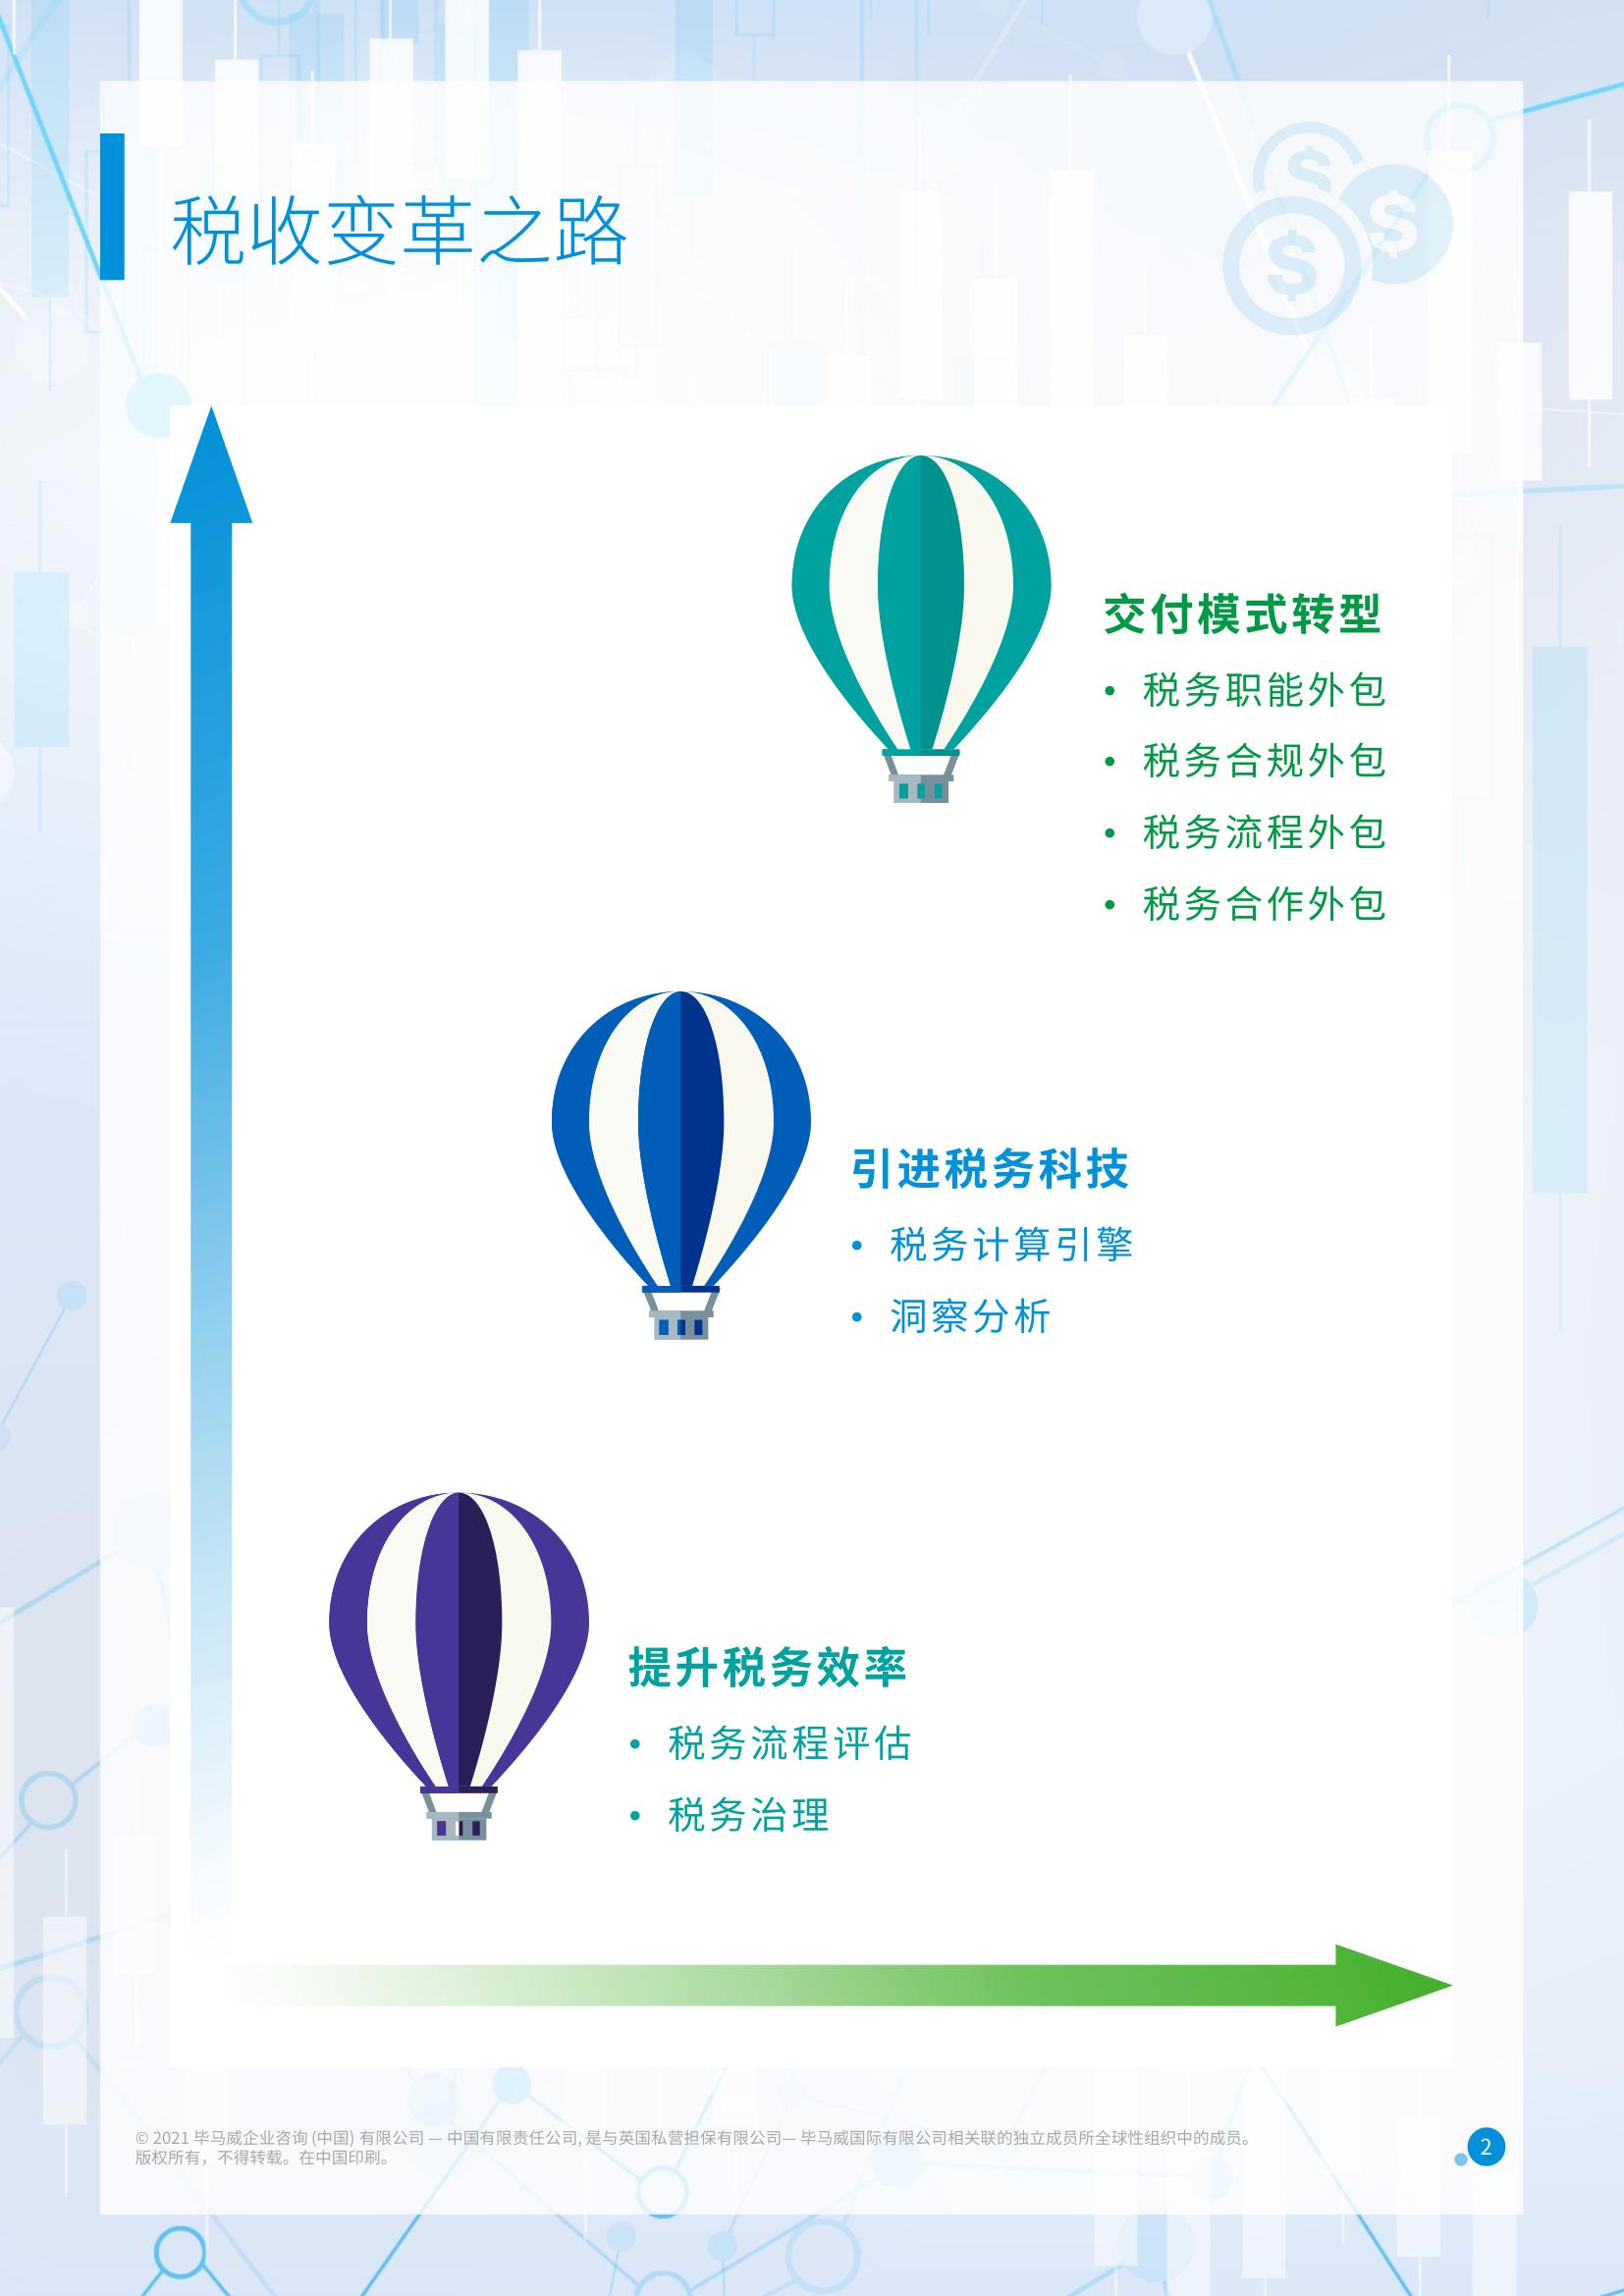 税收变革之路
交付模式转型
• 税务职能外包
• 税务合规外包
• 税务流程外包
• 税务合作外包
引进税务科技
• 税务计算引擎
• 洞察分析
提升税务效率
• 税务流程评估
• 税务治理
© 2021 毕马威企业咨询 (中国) 有限公司 — 中国有限责任公司, 是与英国私营担保有限公司— 毕马威国际有限公司相关联的独立成员所全球性组织中的成员。
版权所有，不得转载。在中国印刷。
2